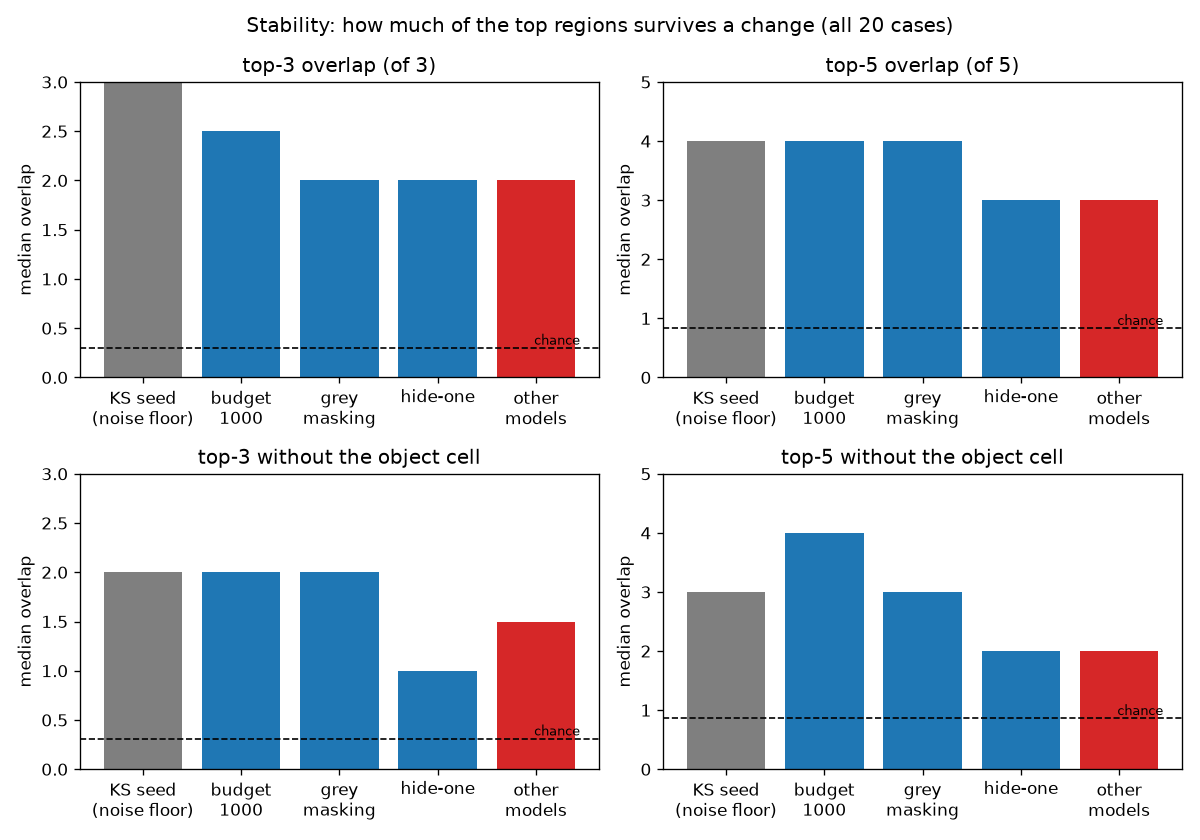 Stability: how much of the top regions survives a change (all 20 cases)
top-3 overlap (of 3)
median overlap
3.0
2.5
2.0
1.5
1.0
0.5
0.0
chance
KS seed
(noise floor)
budget
1000
grey
masking
hide-one
other
models
top-5 overlap (of 5)
median overlap
5
4
3
2
1
0
chance
KS seed
(noise floor)
budget
1000
grey
masking
hide-one
other
models
top-3 without the object cell
median overlap
3.0
2.5
2.0
1.5
1.0
0.5
0.0
chance
KS seed
(noise floor)
budget
1000
grey
masking
hide-one
other
models
top-5 without the object cell
median overlap
5
4
3
2
1
0
chance
KS seed
(noise floor)
budget
1000
grey
masking
hide-one
other
models